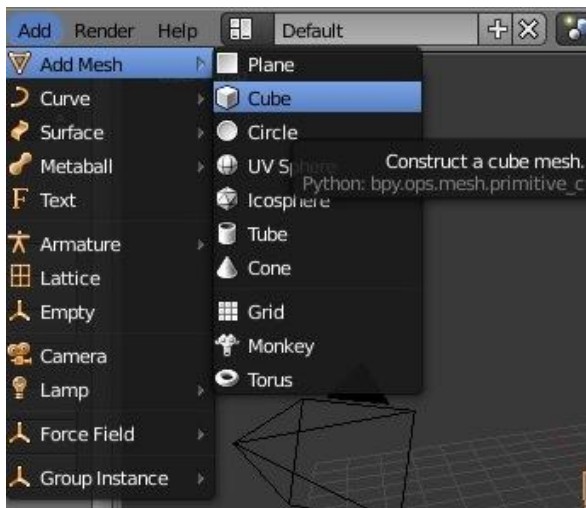 Add Render Help Default
Add Mesh
Curve
Surface
Metaball
Text
Armature
Lattice
Empty
Camera
Lamp
Force Field
Group Instance
Plane
Cube
Circle
UV Sphere
Icosphere
Tube
Cone
Grid
Monkey
Torus
Construct a cube mesh.
Python: bpy.ops.mesh.primitive_c